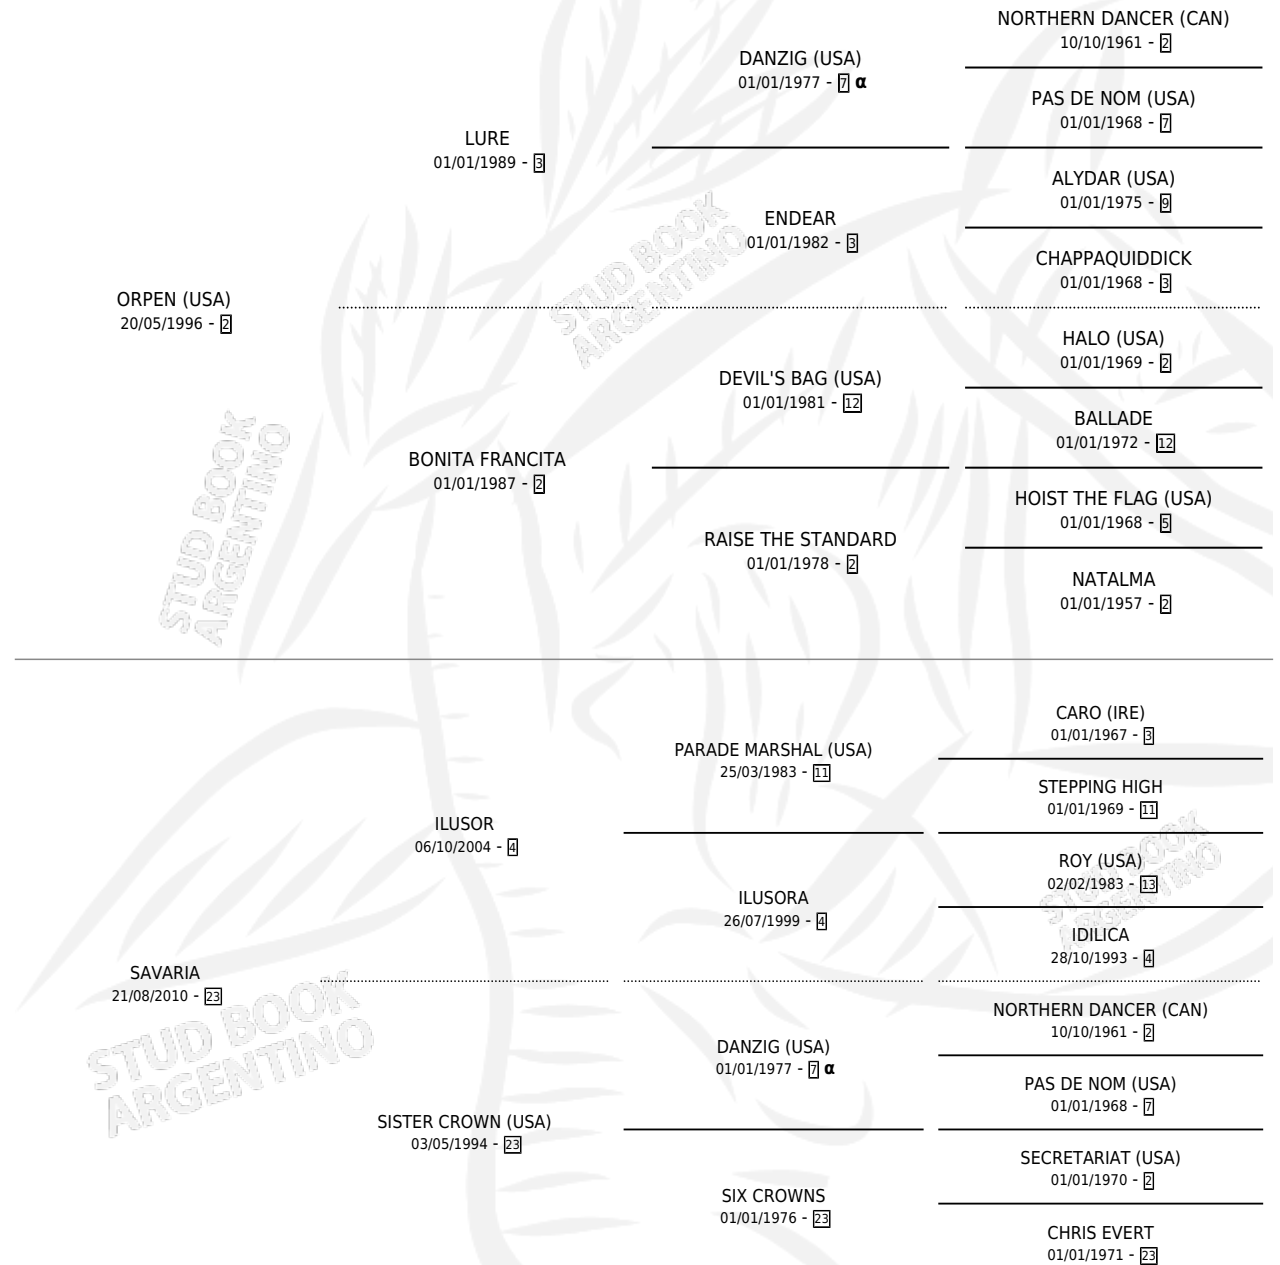 NORTHERN DANCER (CAN)
10/10/1961 - 2
DANZIG (USA)
01/01/1977 - 7 α
PAS DE NOM (USA)
01/01/1968 - 7
LURE
01/01/1989 - 3
ALYDAR (USA)
01/01/1975 - 9
ENDEAR
01/01/1982 - 3
CHAPPAQUIDDICK
01/01/1968 - 3
STUD BOOK
ARGENTINO
ORPEN (USA)
20/05/1996 - 2
HALO (USA)
01/01/1969 - 2
DEVIL'S BAG (USA)
01/01/1981 - 12
BALLADE
01/01/1972 - 12
BONITA FRANCITA
01/01/1987 - 2
HOIST THE FLAG (USA)
01/01/1968 - 5
RAISE THE STANDARD
01/01/1978 - 2
NATALMA
01/01/1957 - 2
STUD BOOK
ARGENTINO
CARO (IRE)
01/01/1967 - 3
PARADE MARSHAL (USA)
25/03/1983 - 11
STEPPING HIGH
01/01/1969 - 11
ILUSOR
06/10/2004 - 4
ROY (USA)
02/02/1983 - 13
ILUSORA
26/07/1999 - 4
IDILICA
28/10/1993 - 4
STUD BOOK
ARGENTINO
SAVARIA
21/08/2010 - 23
NORTHERN DANCER (CAN)
10/10/1961 - 2
DANZIG (USA)
01/01/1977 - 7 α
PAS DE NOM (USA)
01/01/1968 - 7
STUD BOOK
ARGENTINO
SISTER CROWN (USA)
03/05/1994 - 23
SECRETARIAT (USA)
01/01/1970 - 2
SIX CROWNS
01/01/1976 - 23
CHRIS EVERT
01/01/1971 - 23